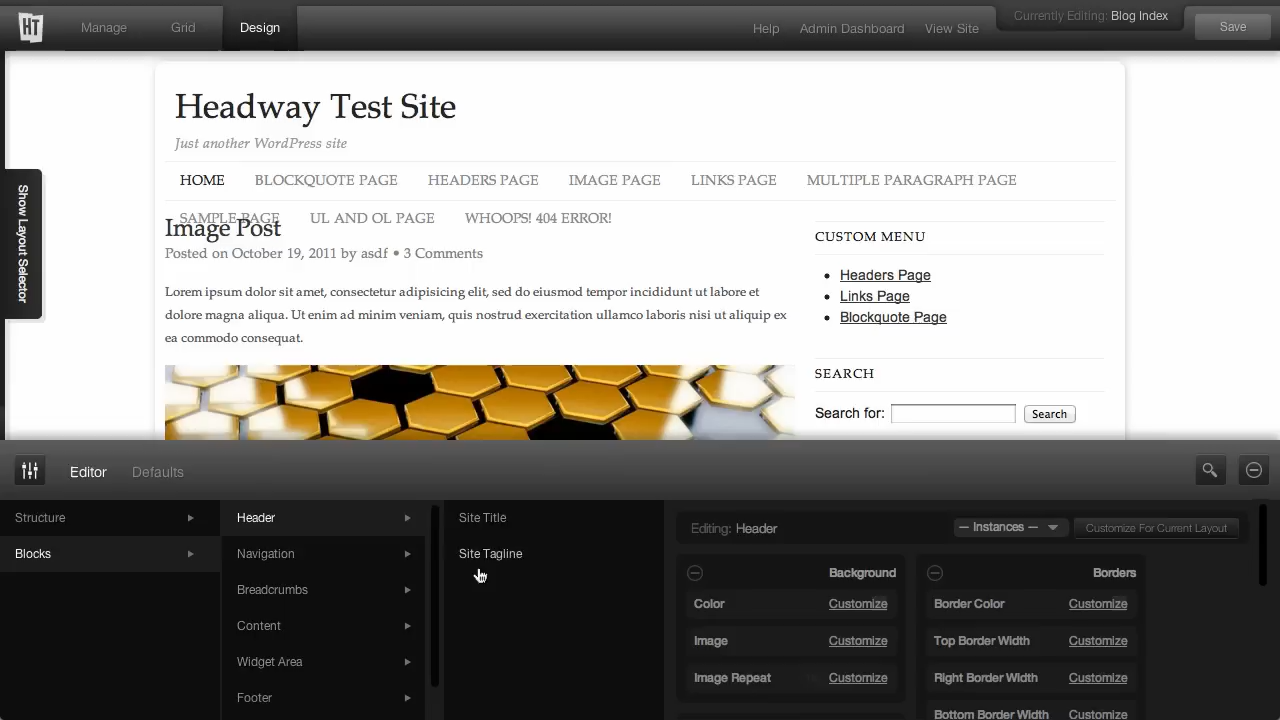 HT Manage Grid Design Help Admin Dashboard View Site Currently Editing: Blog Index Save
Show Layout Selector
Headway Test Site
Just another WordPress site
HOME BLOCKQUOTE PAGE HEADERS PAGE IMAGE PAGE LINKS PAGE MULTIPLE PARAGRAPH PAGE
SAMPLE PAGE UL AND OL PAGE WHOOPS! 404 ERROR!
Image Post
Posted on October 19, 2011 by asdf • 3 Comments
Lorem ipsum dolor sit amet, consectetur adipisicing elit, sed do eiusmod tempor incididunt ut labore et
dolore magna aliqua. Ut enim ad minim veniam, quis nostrud exercitation ullamco laboris nisi ut aliquip ex
ea commodo consequat.
CUSTOM MENU
• Headers Page
• Links Page
• Blockquote Page
SEARCH
Search for: Search
Editor Defaults
Structure
Blocks
Header
Navigation
Breadcrumbs
Content
Widget Area
Footer
Site Title
Site Tagline
Editing: Header — Instances — Customize For Current Layout
Background
Color Customize
Image Customize
Image Repeat Customize
Borders
Border Color Customize
Top Border Width Customize
Right Border Width Customize
Bottom Border Width Customize